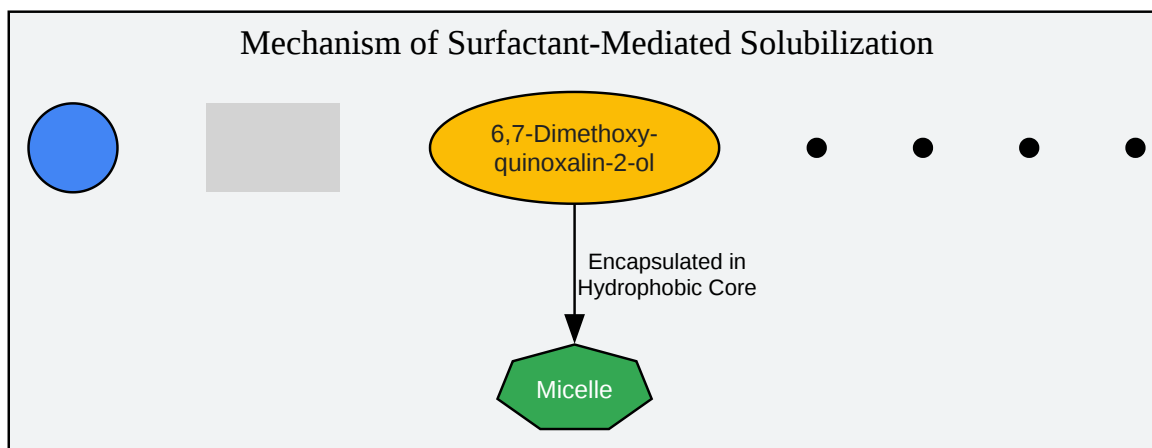 Mechanism of Surfactant-Mediated Solubilization
6,7-Dimethoxy-
quinoxalin-2-ol
Encapsulated in
Hydrophobic Core
Micelle